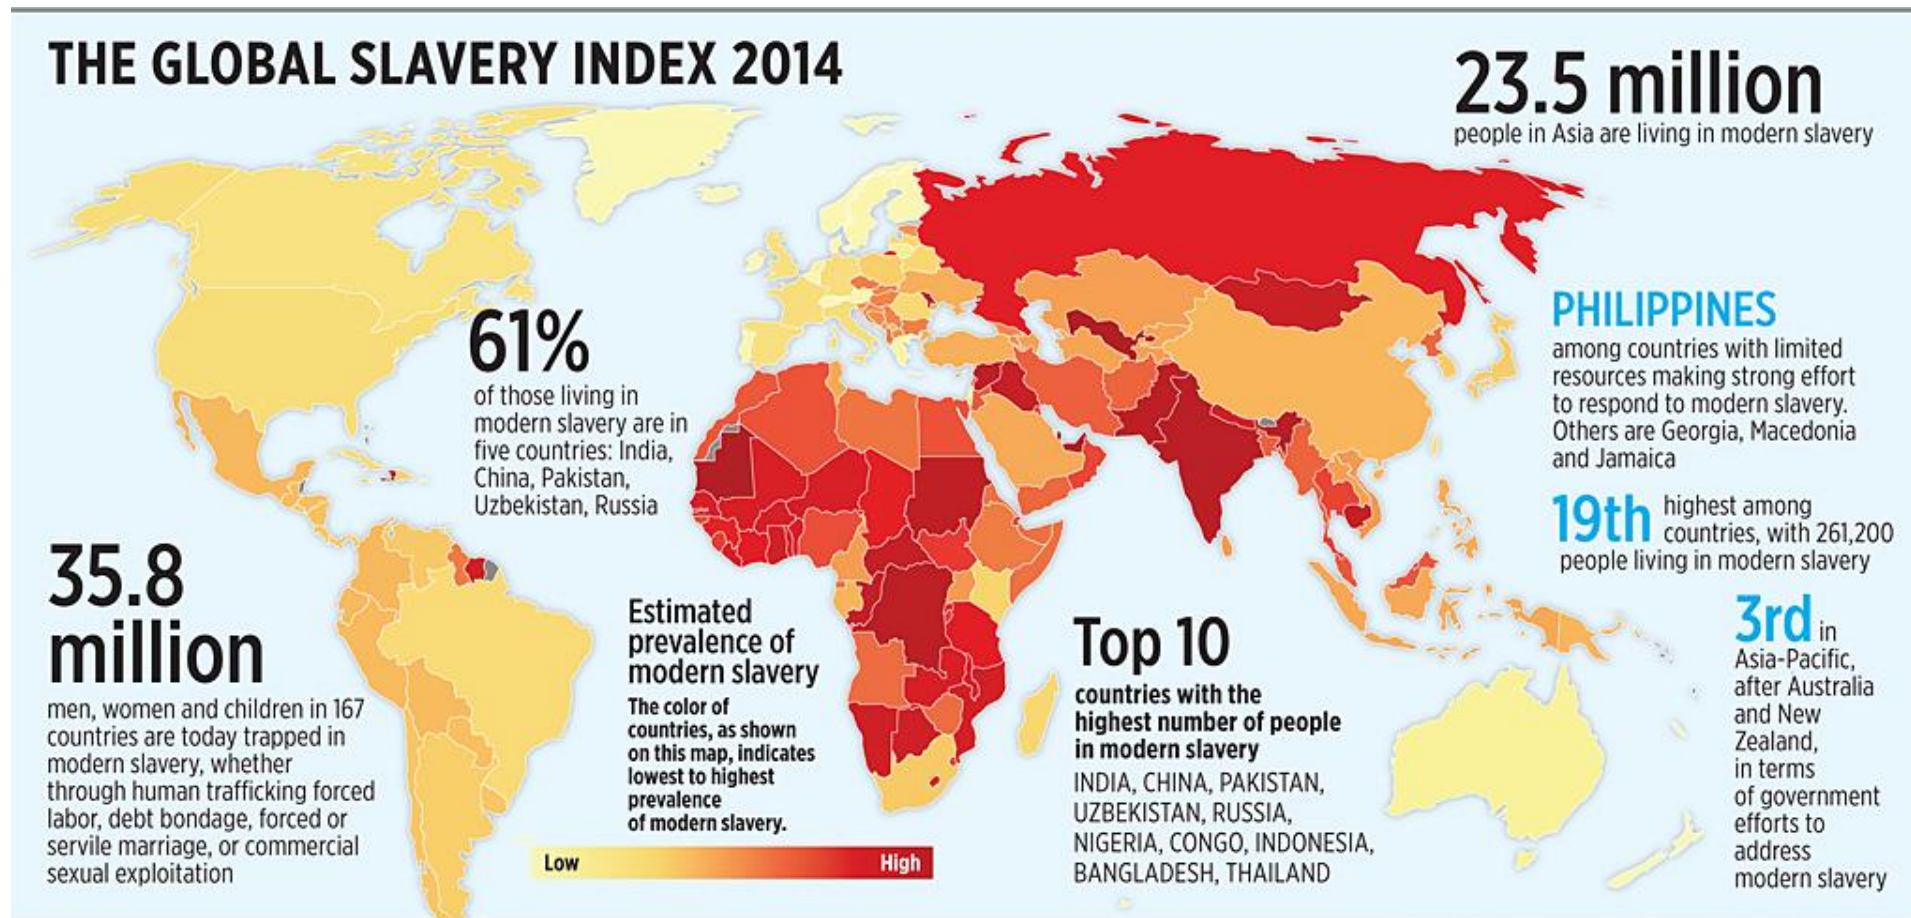 THE GLOBAL SLAVERY INDEX 2014
23.5 million
people in Asia are living in modern slavery
61%
of those living in
modern slavery are in
five countries: India,
China, Pakistan,
Uzbekistan, Russia
PHILIPPINES
among countries with limited
resources making strong effort
to respond to modern slavery.
Others are Georgia, Macedonia
and Jamaica
19th highest among
countries, with 261,200
people living in modern slavery
3rd in
Asia-Pacific,
after Australia
and New
Zealand,
in terms
of government
efforts to
address
modern slavery
35.8
million
men, women and children in 167
countries are today trapped in
modern slavery, whether
through human trafficking forced
labor, debt bondage, forced or
servile marriage, or commercial
sexual exploitation
Estimated
prevalence of
modern slavery
The color of
countries, as shown
on this map, indicates
lowest to highest
prevalence
of modern slavery.
Low
High
Top 10
countries with the
highest number of people
in modern slavery
INDIA, CHINA, PAKISTAN,
UZBEKISTAN, RUSSIA,
NIGERIA, CONGO, INDONESIA,
BANGLADESH, THAILAND